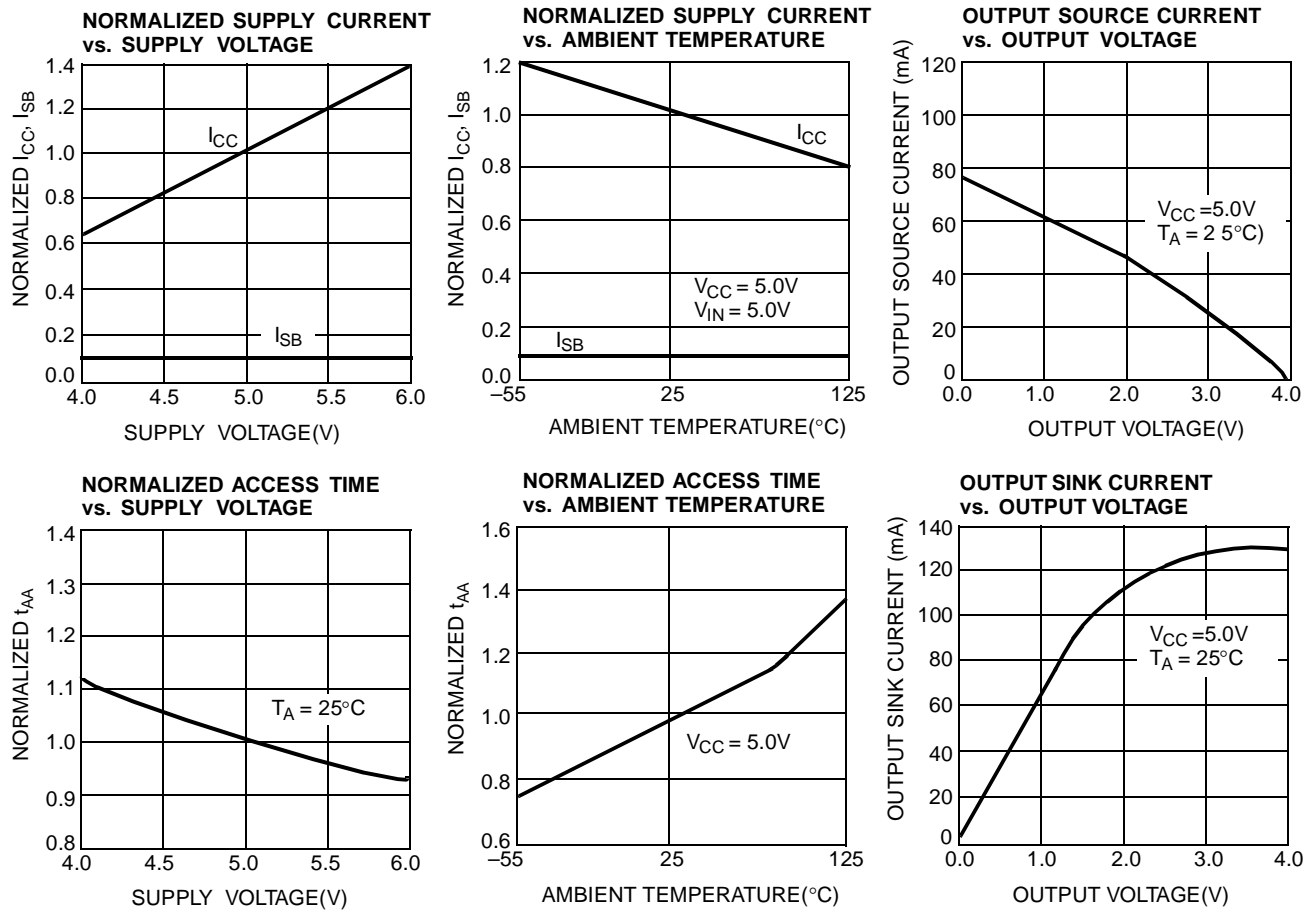 NORMALIZED SUPPLY CURRENT
vs. SUPPLY VOLTAGE
1.4
1.2
1.0
0.8
0.6
0.4
0.2
0.0
NORMALIZED ICC, ISB
ICC
ISB
4.0 4.5 5.0 5.5 6.0
SUPPLY VOLTAGE(V)
NORMALIZED SUPPLY CURRENT
vs. AMBIENT TEMPERATURE
1.2
1.0
0.8
0.6
0.4
0.2
0.0
NORMALIZED ICC, ISB
ICC
VCC = 5.0V
VIN = 5.0V
ISB
–55 25 125
AMBIENT TEMPERATURE(°C)
OUTPUT SOURCE CURRENT
vs. OUTPUT VOLTAGE
120
100
80
60
40
20
0
OUTPUT SOURCE CURRENT (mA)
VCC =5.0V
TA = 2 5°C)
0.0 1.0 2.0 3.0 4.0
OUTPUT VOLTAGE(V)
NORMALIZED ACCESS TIME
vs. SUPPLY VOLTAGE
1.4
1.3
1.2
1.1
1.0
0.9
0.8
NORMALIZED tAA
TA = 25°C
4.0 4.5 5.0 5.5 6.0
SUPPLY VOLTAGE(V)
NORMALIZED ACCESS TIME
vs. AMBIENT TEMPERATURE
1.6
1.4
1.2
1.0
0.8
0.6
NORMALIZED tAA
VCC = 5.0V
–55 25 125
AMBIENT TEMPERATURE(°C)
OUTPUT SINK CURRENT
vs. OUTPUT VOLTAGE
140
120
100
80
60
40
20
0
OUTPUT SINK CURRENT (mA)
VCC =5.0V
TA = 25°C
0.0 1.0 2.0 3.0 4.0
OUTPUT VOLTAGE(V)